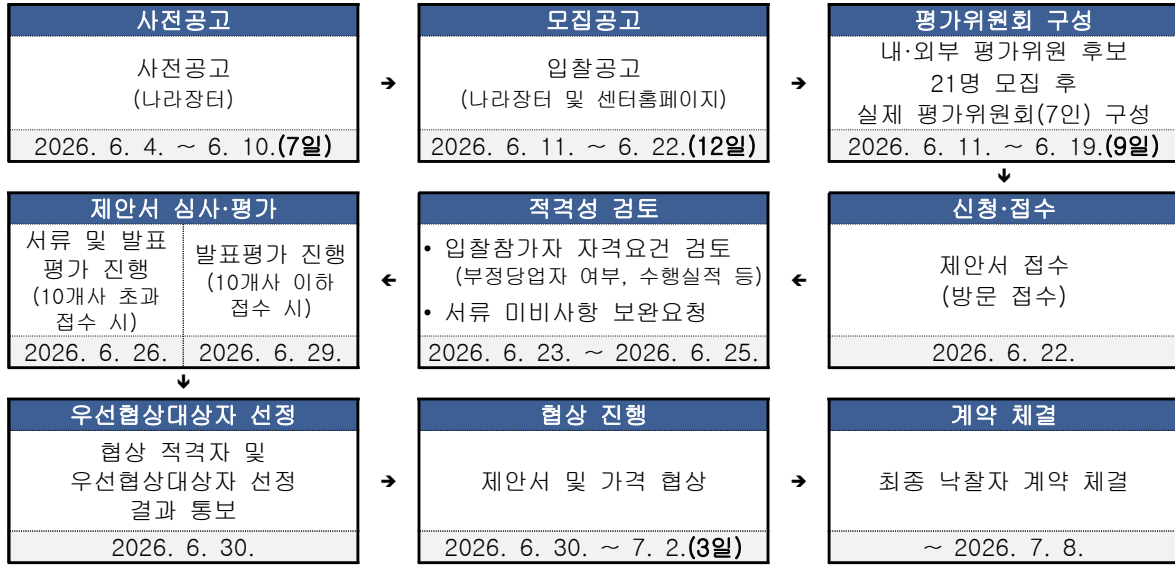 사전공고
사전공고
(나라장터)
2026. 6. 4. ~ 6. 10.(7일)
➔
모집공고
입찰공고
(나라장터 및 센터홈페이지)
2026. 6. 11. ~ 6. 22.(12일)
➔
평가위원회 구성
내·외부 평가위원 후보
21명 모집 후
실제 평가위원회(7인) 구성
2026. 6. 11. ~ 6. 19.(9일)
신청·접수
제안서 접수
(방문 접수)
2026. 6. 22.
적격성 검토
• 입찰참가자 자격요건 검토
(부정당업자 여부, 수행실적 등)
• 서류 미비사항 보완요청
2026. 6. 23. ~ 2026. 6. 25.
제안서 심사·평가
서류 및 발표
평가 진행
(10개사 초과
접수 시)
2026. 6. 26.
발표평가 진행
(10개사 이하
접수 시)
2026. 6. 29.
우선협상대상자 선정
협상 적격자 및
우선협상대상자 선정
결과 통보
2026. 6. 30.
➔
협상 진행
제안서 및 가격 협상
2026. 6. 30. ~ 7. 2.(3일)
➔
계약 체결
최종 낙찰자 계약 체결
~ 2026. 7. 8.